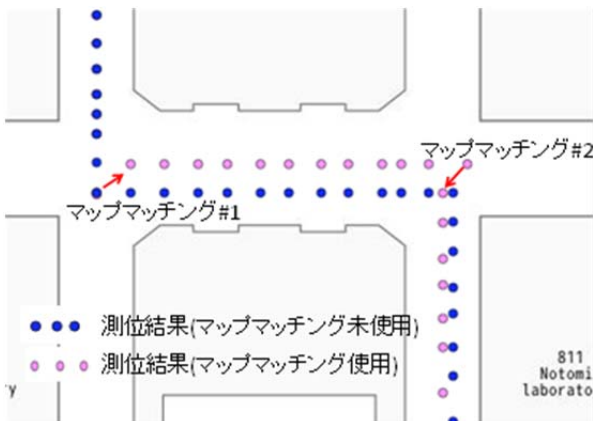 マップマッチング#2
マップマッチング#1
測位結果(マップマッチング未使用)
測位結果(マップマッチング使用)
811
Notomi
laborato
y